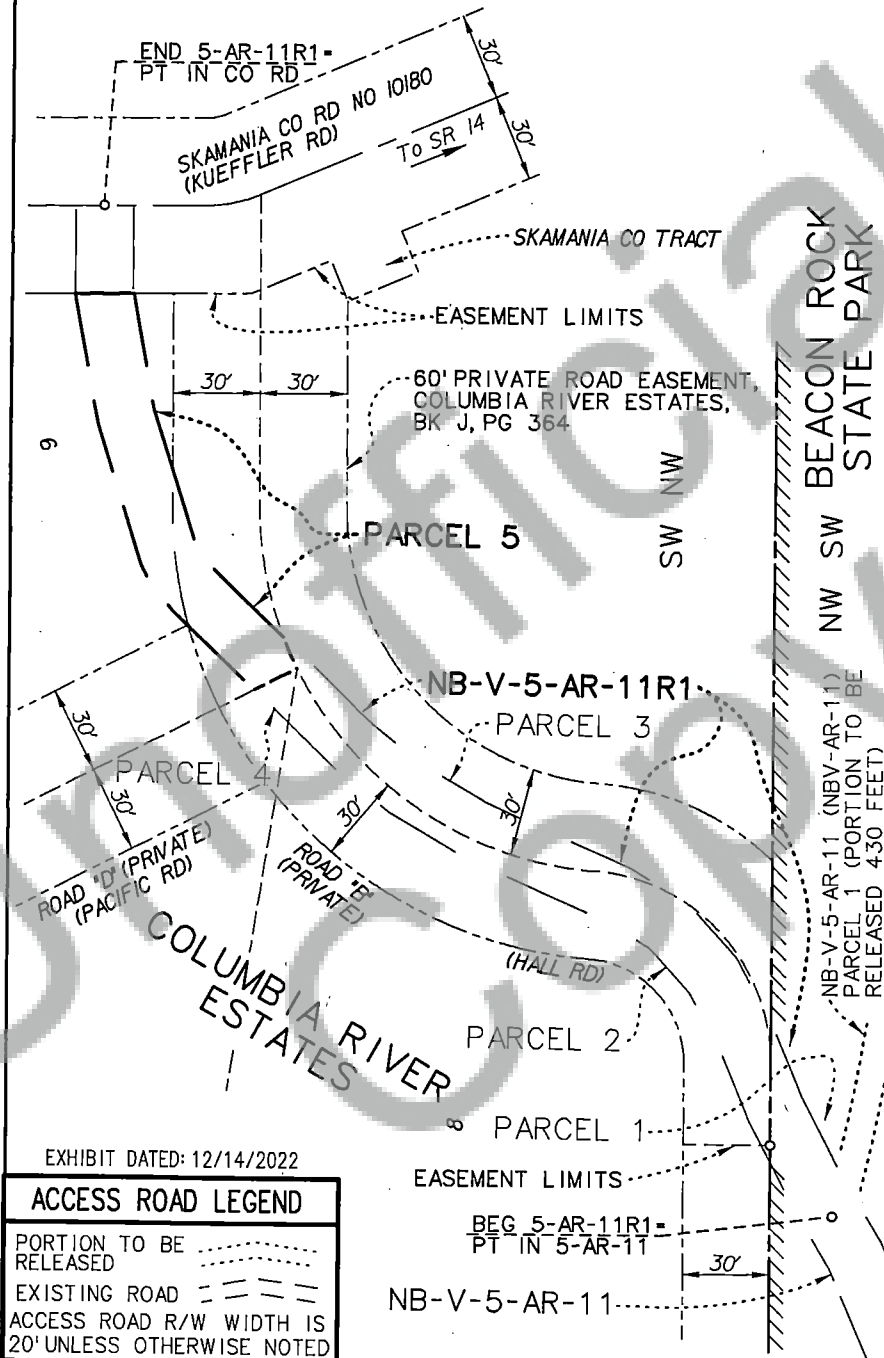 END 5-AR-11R1=
PT IN CO RD
30'
SKAMANIA CO RD NO 10180
(KUEFFLER RD)
To SR 14
30'
SKAMANIA CO TRACT
EASEMENT LIMITS
BEACON ROCK
STATE PARK
30'
30'
60' PRIVATE ROAD EASEMENT,
COLUMBIA RIVER ESTATES,
BK J, PG 364
6
SW NW
NW SW
PARCEL 5
NB-V-5-AR-11R1
PARCEL 3
30'
PARCEL 4
30'
30'
30'
ROAD "D" (PRIVATE)
(PACIFIC RD)
ROAD "B"
(PRIVATE)
(HALL RD)
NB-V-5-AR-11 (NBV-AR-11)
PARCEL 1 (PORTION TO BE
RELEASED 430 FEET)
COLUMBIA RIVER
ESTATES
PARCEL 2
8
PARCEL 1
EASEMENT LIMITS
BEG 5-AR-11R1=
PT IN 5-AR-11
30'
NB-V-5-AR-11
EXHIBIT DATED: 12/14/2022
ACCESS ROAD LEGEND
PORTION TO BE
RELEASED
EXISTING ROAD
ACCESS ROAD R/W WIDTH IS
20' UNLESS OTHERWISE NOTED
Unofficial
Copy